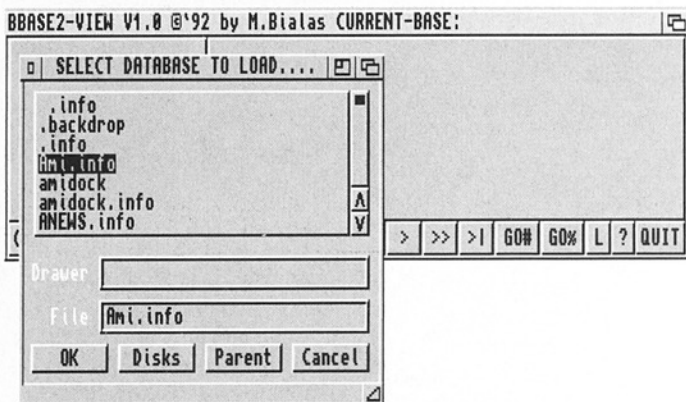 BBASE2-VIEW V1.0 ©'92 by M.Bialas CURRENT-BASE:
SELECT DATABASE TO LOAD....
.info
.backdrop
.info
Ami.info
amidock
amidock.info
ANEWS.info
> >> >| GO# GO% L ? QUIT
Drawer
File Ami.info
OK Disks Parent Cancel